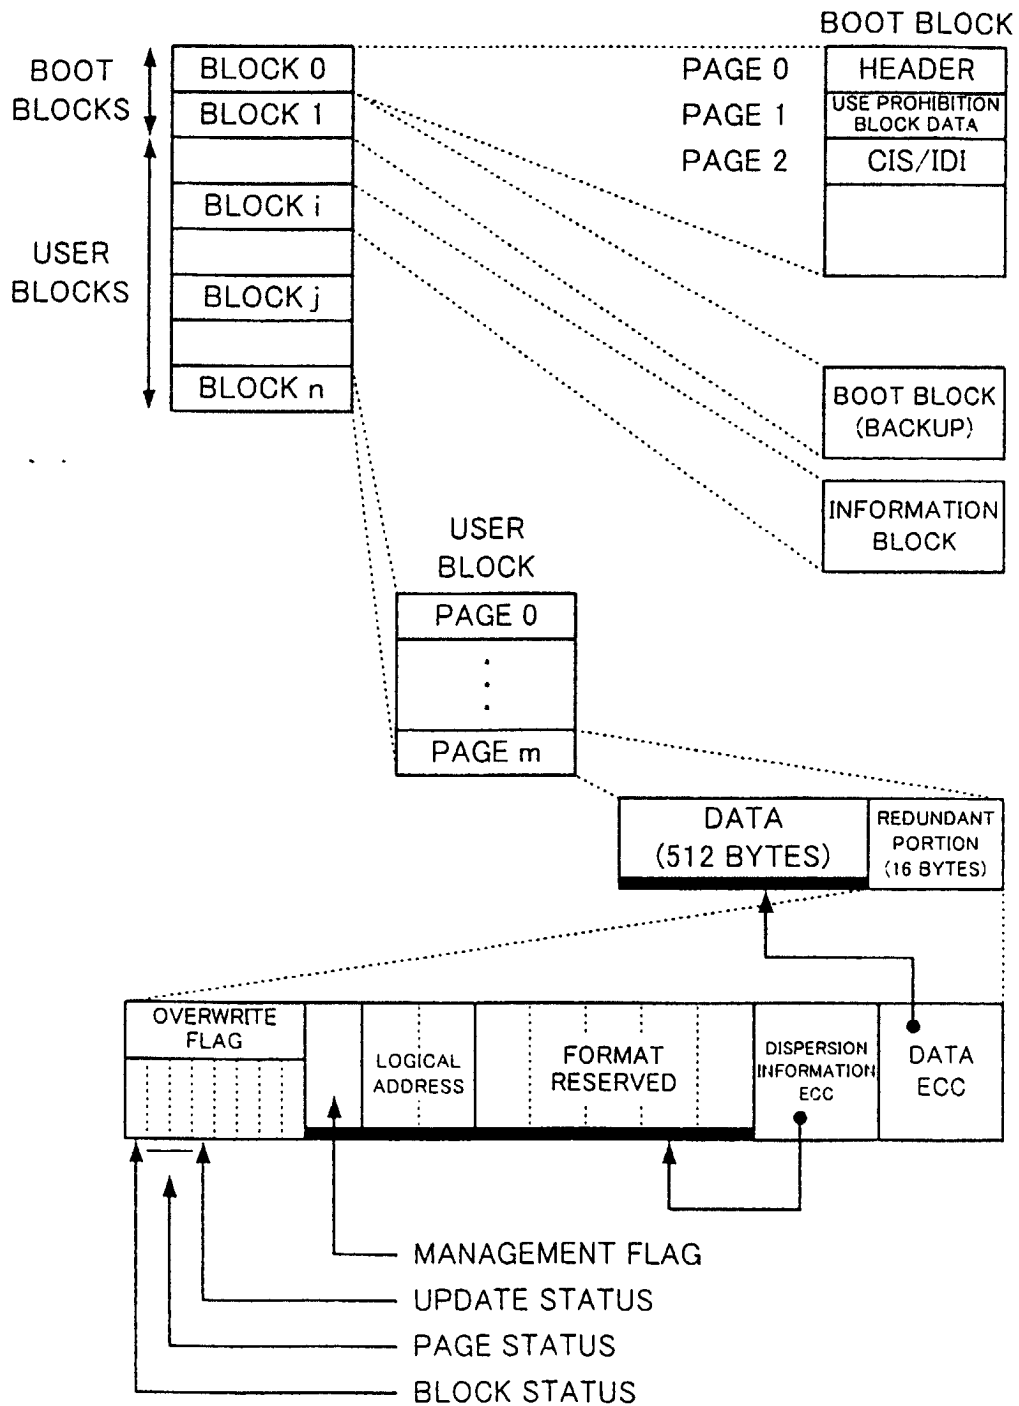 BOOT BLOCK
BOOT
BLOCKS
BLOCK 0
PAGE 0
HEADER
BLOCK 1
PAGE 1
USE PROHIBITION
BLOCK DATA
PAGE 2
CIS/IDI
USER
BLOCKS
BLOCK i
BLOCK j
BLOCK n
BOOT BLOCK
(BACKUP)
INFORMATION
BLOCK
USER
BLOCK
PAGE 0
PAGE m
DATA
(512 BYTES)
REDUNDANT
PORTION
(16 BYTES)
OVERWRITE
FLAG
LOGICAL
ADDRESS
FORMAT
RESERVED
DISPERSION
INFORMATION
ECC
DATA
ECC
MANAGEMENT FLAG
UPDATE STATUS
PAGE STATUS
BLOCK STATUS